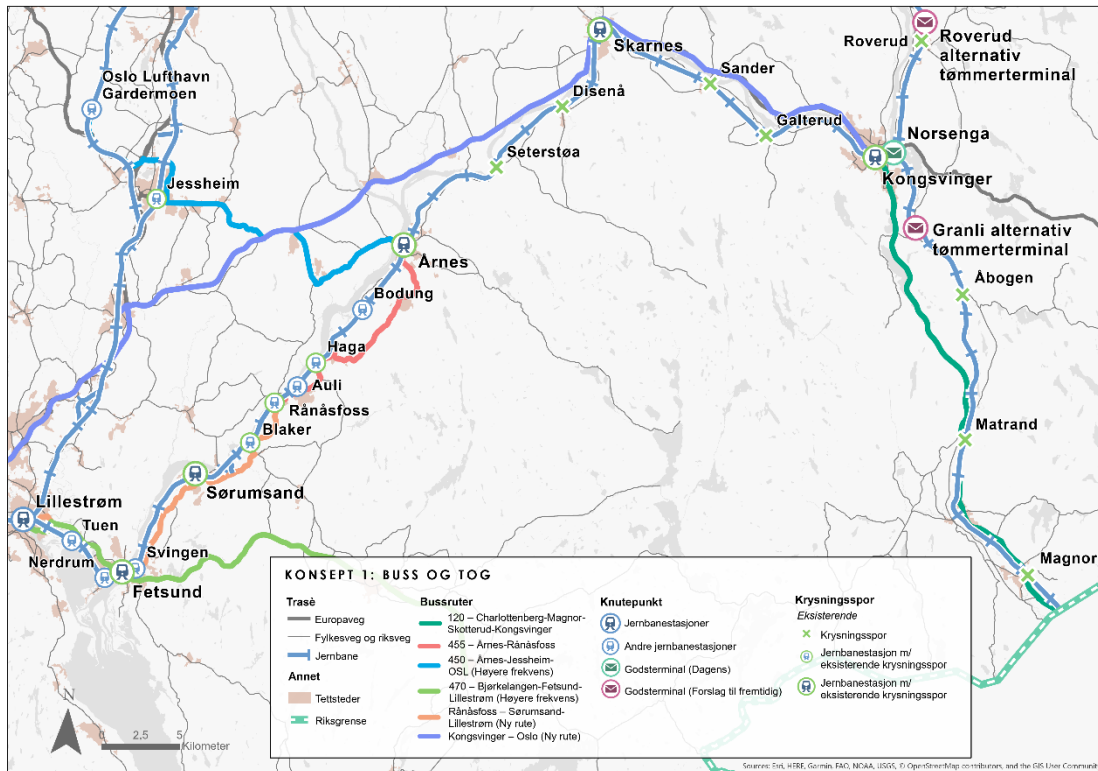 Roverud
Roverud
alternativ
tømmerterminal
Skarnes
Oslo Lufthavn
Gardermoen
Sander
Disenå
Galterud
Norsenga
Seterstøa
Kongsvinger
Jessheim
Granli alternativ
tømmerterminal
Årnes
Åbogen
Bodung
Haga
Auli
Rånåsfoss
Blaker
Matrand
Sørumsand
Lillestrøm
Tuen
Svingen
Nerdrum
Fetsund
Magnor
KONSEPT 1: BUSS OG TOG
Trasè
Europaveg
Fylkesveg og riksveg
Jernbane
Annet
Tettsteder
Riksgrense
Bussruter
120 – Charlottenberg-Magnor-
Skotterud-Kongsvinger
455 – Årnes-Rånåsfoss
450 – Årnes-Jessheim-
OSL (Høyere frekvens)
470 – Bjørkelangen-Fetsund-
Lillestrøm (Høyere frekvens)
Rånåsfoss – Sørumsand-
Lillestrøm (Ny rute)
Kongsvinger – Oslo (Ny rute)
Knutepunkt
Jernbanestasjoner
Andre jernbanestasjoner
Godsterminal (Dagens)
Godsterminal (Forslag til fremtidig)
Krysningsspor
Eksisterende
Krysningsspor
Jernbanestasjon m/
eksisterende krysningsspor
Jernbanestasjon m/
eksisterende krysningsspor
N
0 2,5 5
Kilometer
Sources: Esri, HERE, Garmin, FAO, NOAA, USGS, © OpenStreetMap contributors, and the GIS User Community